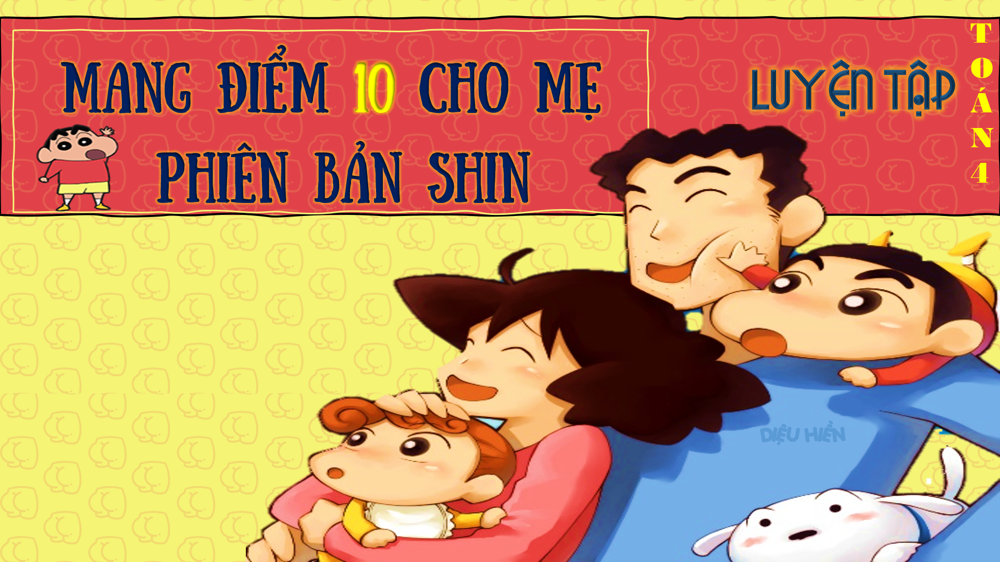 MANG ĐIỂM 10 CHO MẸ
PHIÊN BẢN SHIN
LUYỆN TẬP
TOÁN 4
DIỆU HIỀN